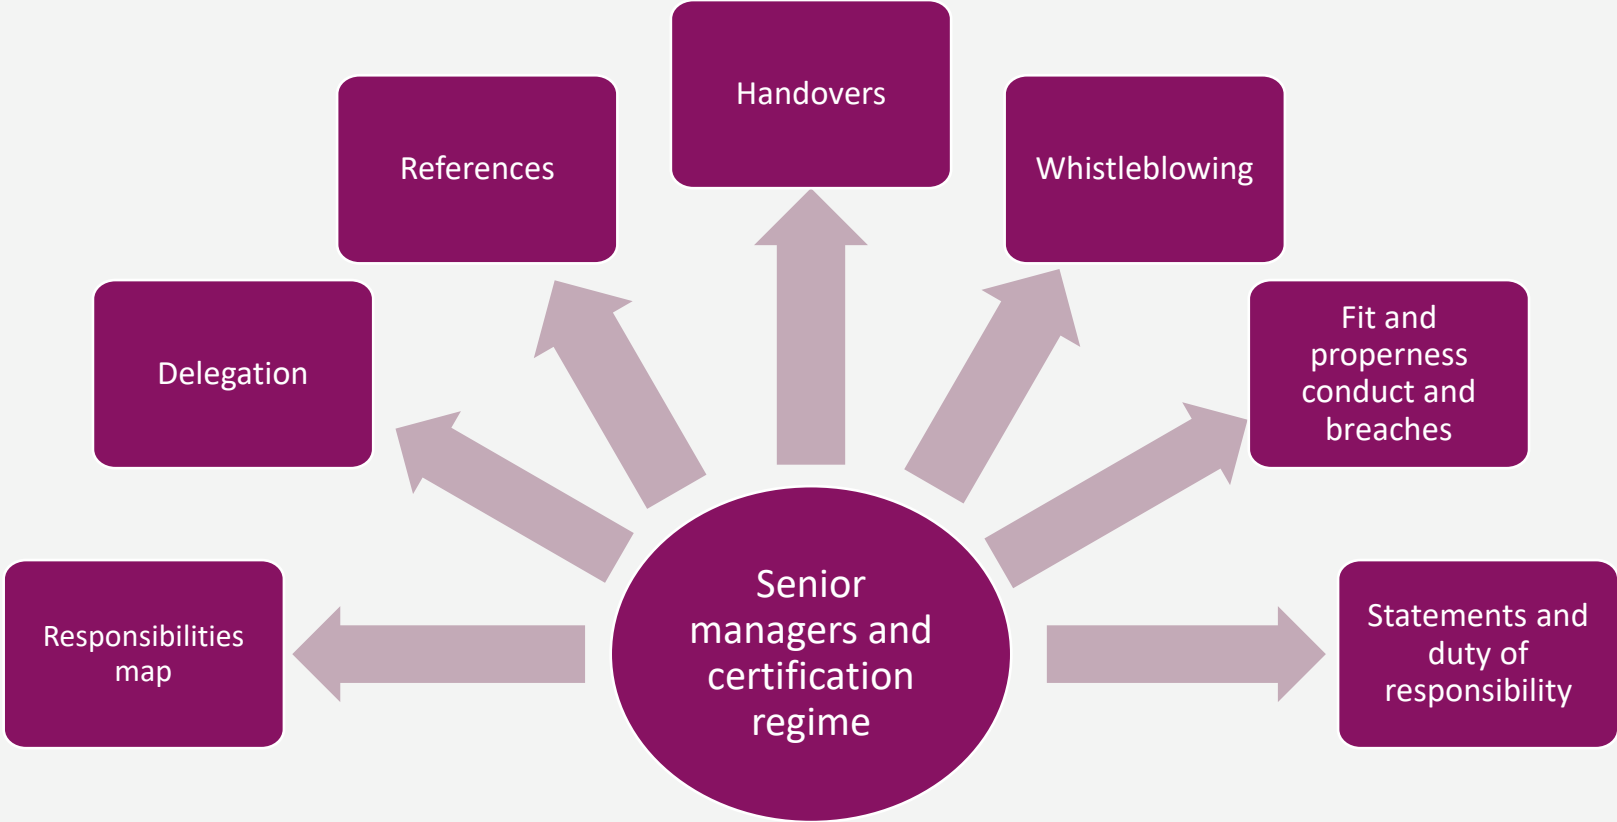 Handovers
References
Whistleblowing
Delegation
Fit and
properness
conduct and
breaches
Responsibilities
map
Senior
managers and
certification
regime
Statements and
duty of
responsibility